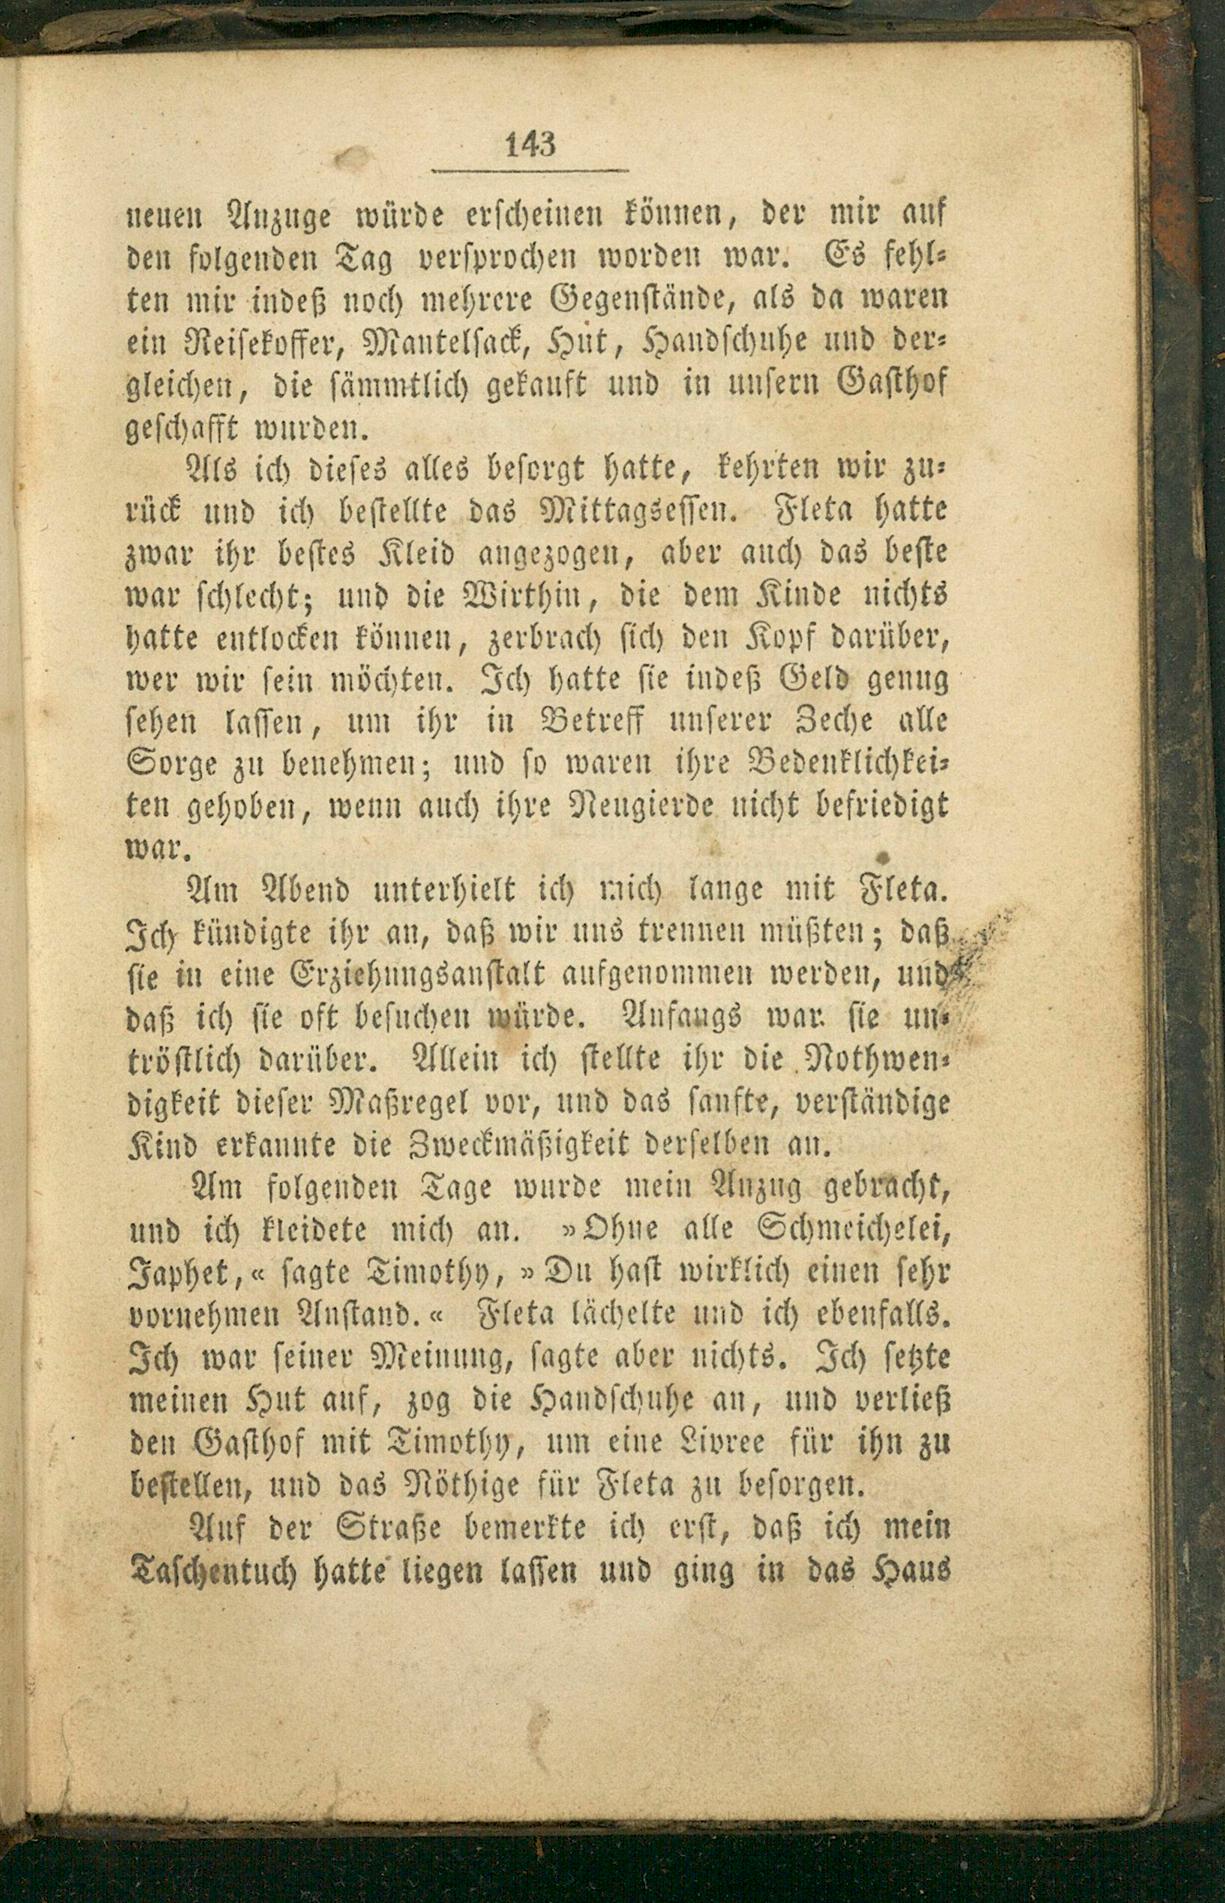 143
neuen Anzuge würde erscheinen können, der mir auf
den folgenden Tag versprochen worden war. Es fehl-
ten mir indeß noch mehrere Gegenstände, als da waren
ein Reisekoffer, Mantelsack, Hut, Handschuhe und der-
gleichen, die sämmtlich gekauft und in unsern Gasthof
geschafft wurden.
Als ich dieses alles besorgt hatte, kehrten wir zu-
rück und ich bestellte das Mittagsessen. Fleta hatte
zwar ihr bestes Kleid angezogen, aber auch das beste
war schlecht; und die Wirthin, die dem Kinde nichts
hatte entlocken können, zerbrach sich den Kopf darüber,
wer wir sein möchten. Ich hatte sie indeß Geld genug
sehen lassen, um ihr in Betreff unserer Zeche alle
Sorge zu benehmen; und so waren ihre Bedenklichkei-
ten gehoben, wenn auch ihre Neugierde nicht befriedigt
war.
Am Abend unterhielt ich mich lange mit Fleta.
Ich kündigte ihr an, daß wir uns trennen müßten; daß
sie in eine Erziehungsanstalt aufgenommen werden, und
daß ich sie oft besuchen würde. Anfangs war sie un-
tröstlich darüber. Allein ich stellte ihr die Nothwen-
digkeit dieser Maßregel vor, und das sanfte, verständige
Kind erkannte die Zweckmäßigkeit derselben an.
Am folgenden Tage wurde mein Anzug gebracht,
und ich kleidete mich an. »Ohne alle Schmeichelei,
Japhet,« sagte Timothy, »Du hast wirklich einen sehr
vornehmen Anstand.« Fleta lächelte und ich ebenfalls.
Ich war seiner Meinung, sagte aber nichts. Ich setzte
meinen Hut auf, zog die Handschuhe an, und verließ
den Gasthof mit Timothy, um eine Livree für ihn zu
bestellen, und das Nöthige für Fleta zu besorgen.
Auf der Straße bemerkte ich erst, daß ich mein
Taschentuch hatte liegen lassen und ging in das Haus